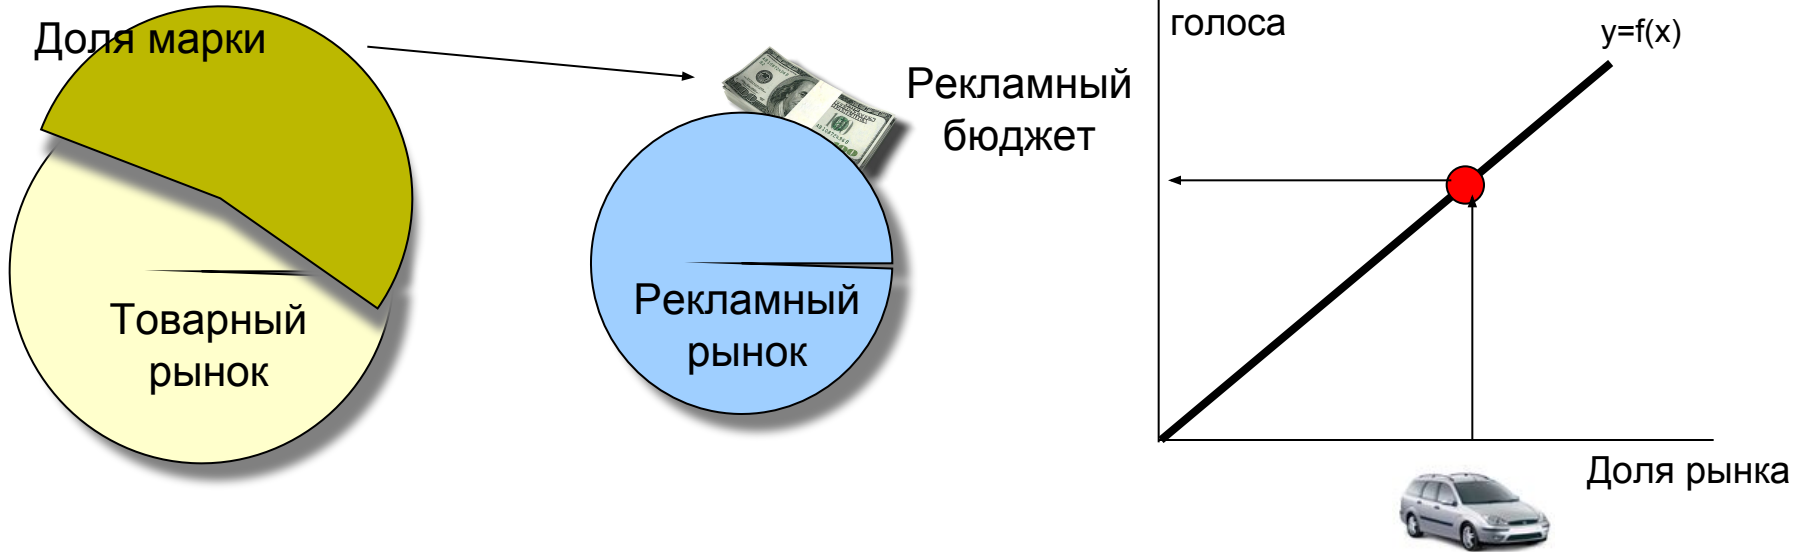 Доля марки
Товарный
рынок
Рекламный
бюджет
Рекламный
рынок
голоса
y=f(x)
Доля рынка